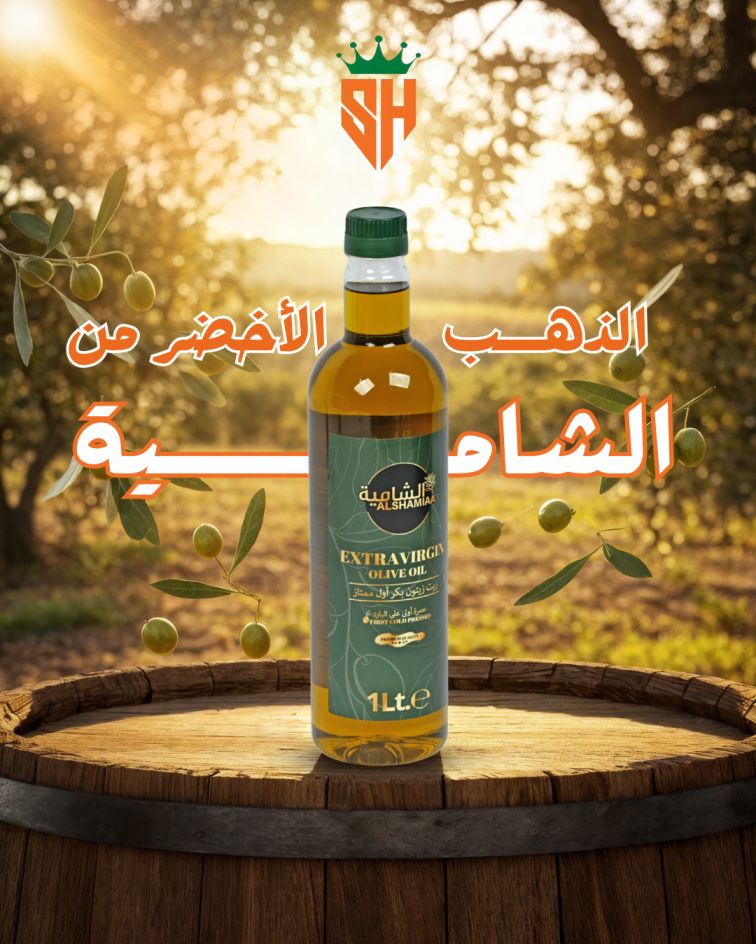 SH
الذهب الأخضر من
الشامية
الشامية
ALSHAMIAA
EXTRA VIRGIN
OLIVE OIL
زيت زيتون بكر أول ممتاز
عصرة أولى على البارد
FIRST COLD PRESSED
PREMIUM QUALITY
1Lt.℮